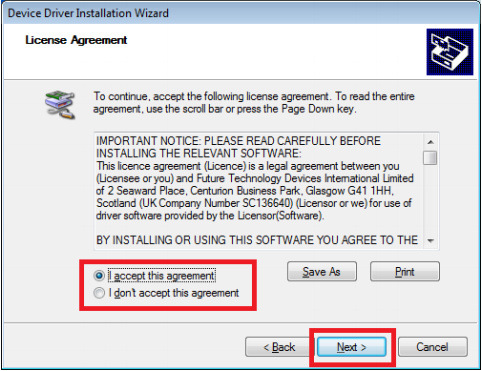 Device Driver Installation Wizard
License Agreement
To continue, accept the following license agreement. To read the entire
agreement, use the scroll bar or press the Page Down key.
IMPORTANT NOTICE: PLEASE READ CAREFULLY BEFORE
INSTALLING THE RELEVANT SOFTWARE:
This licence agreement (Licence) is a legal agreement between you
(Licensee or you) and Future Technology Devices International Limited
of 2 Seaward Place, Centurion Business Park, Glasgow G41 1HH,
Scotland (UK Company Number SC136640) (Licensor or we) for use of
driver software provided by the Licensor(Software).
BY INSTALLING OR USING THIS SOFTWARE YOU AGREE TO THE
I accept this agreement
I don't accept this agreement
Save As
Print
< Back
Next >
Cancel